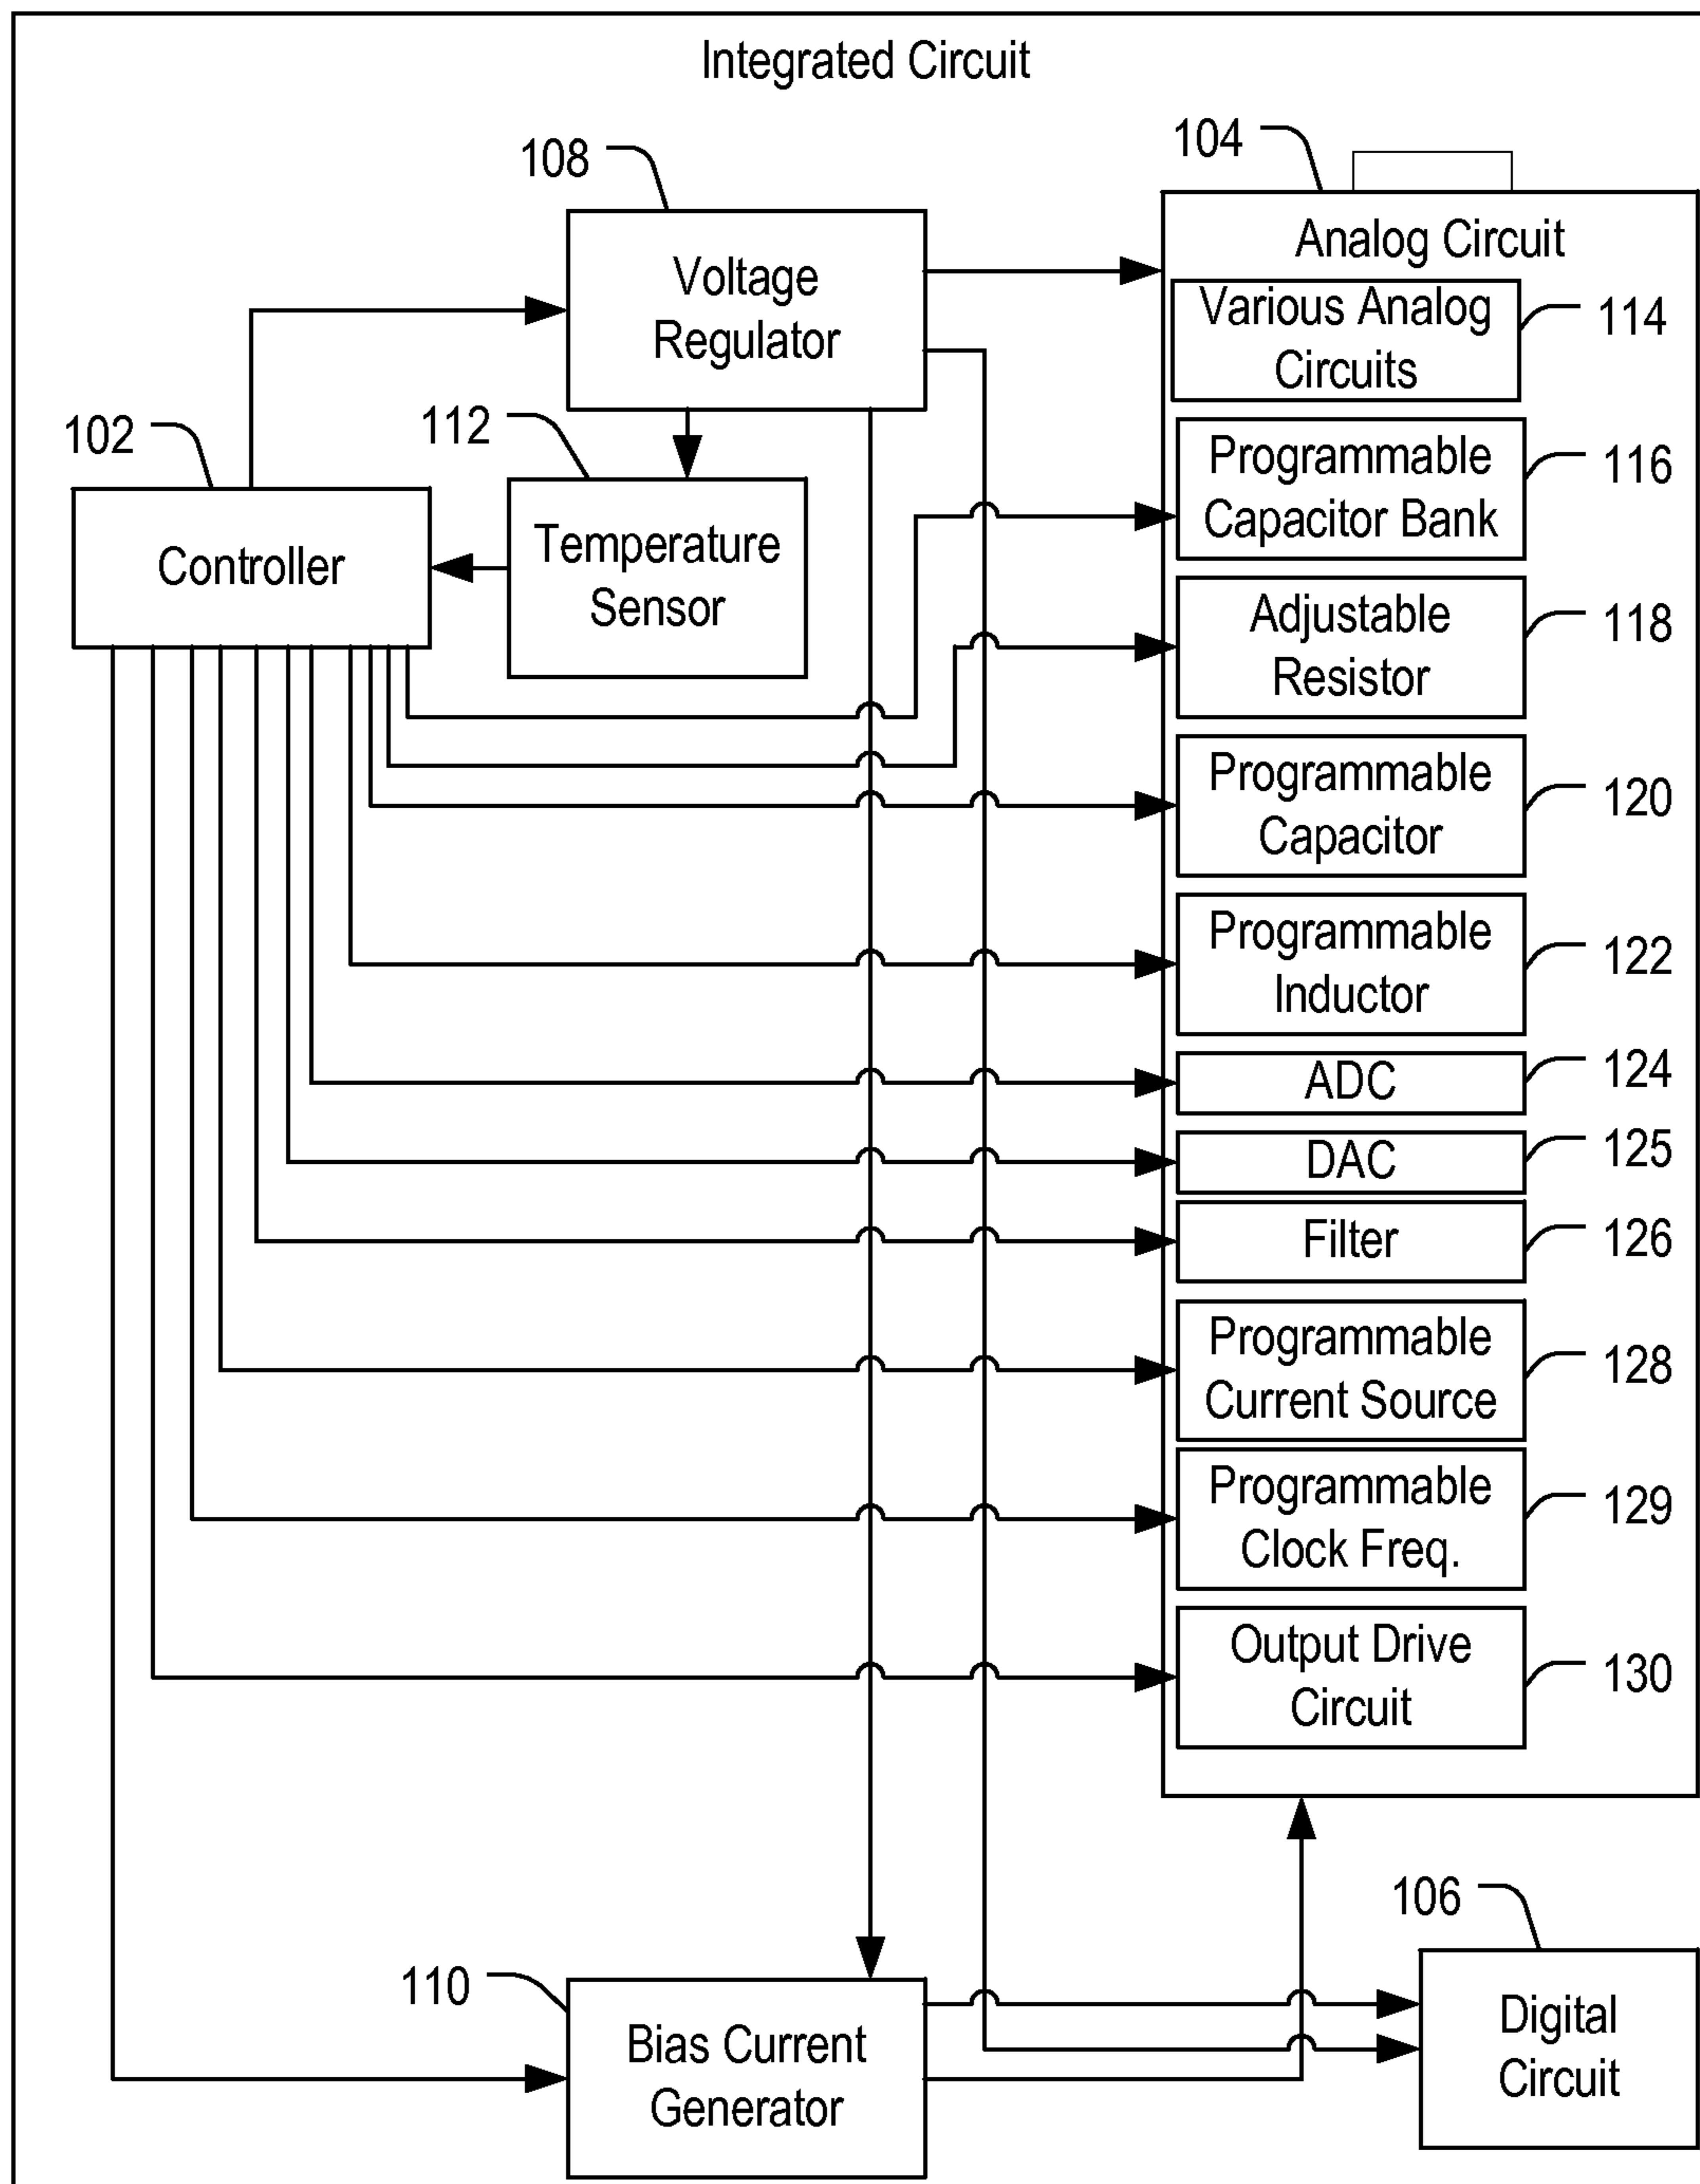 Integrated Circuit
108
104
Voltage
Regulator
Analog Circuit
Various Analog
Circuits
114
102
112
Controller
Temperature
Sensor
Programmable
Capacitor Bank
116
Adjustable
Resistor
118
Programmable
Capacitor
120
Programmable
Inductor
122
ADC
124
DAC
125
Filter
126
Programmable
Current Source
128
Programmable
Clock Freq.
129
Output Drive
Circuit
130
106
110
Bias Current
Generator
Digital
Circuit